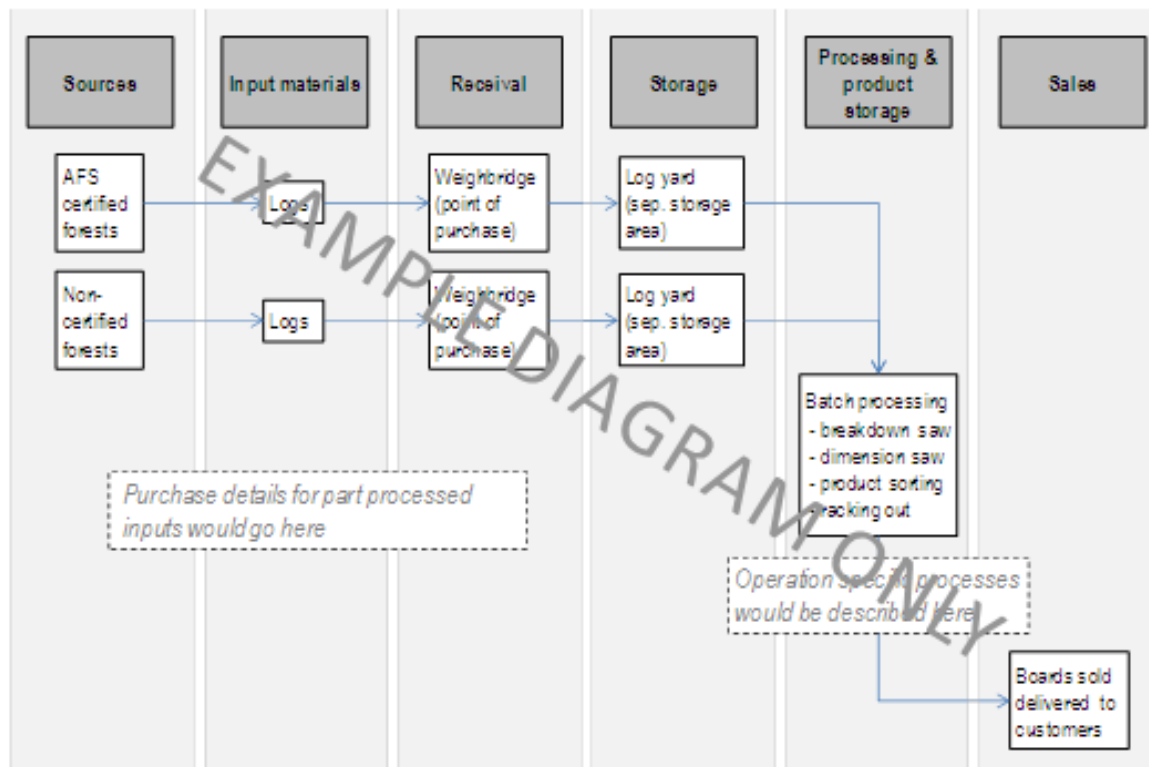 Sources
Input materials
Receival
Storage
Processing &
product
storage
Sales
AFS
certified
forests
Logs
Weighbridge
(point of
purchase)
Log yard
(sep. storage
area)
Non-
certified
forests
Logs
Weighbridge
(point of
purchase)
Log yard
(sep. storage
area)
Batch processing
- breakdown saw
- dimension saw
- product sorting
- racking out
Purchase details for part processed
inputs would go here
Operation specific processes
would be described here
Boards sold
delivered to
customers
EXAMPLE DIAGRAM ONLY